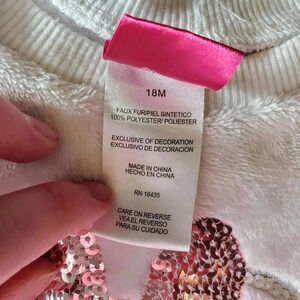 18M
FAUX FUR/PIEL SINTETICO
100% POLYESTER/ POLIESTER
EXCLUSIVE OF DECORATION
EXCLUSIVO DE DECORACION
MADE IN CHINA
HECHO EN CHINA
RN 16435
CARE ON REVERSE
VEA EL REVERSO
PARA SU CUIDADO